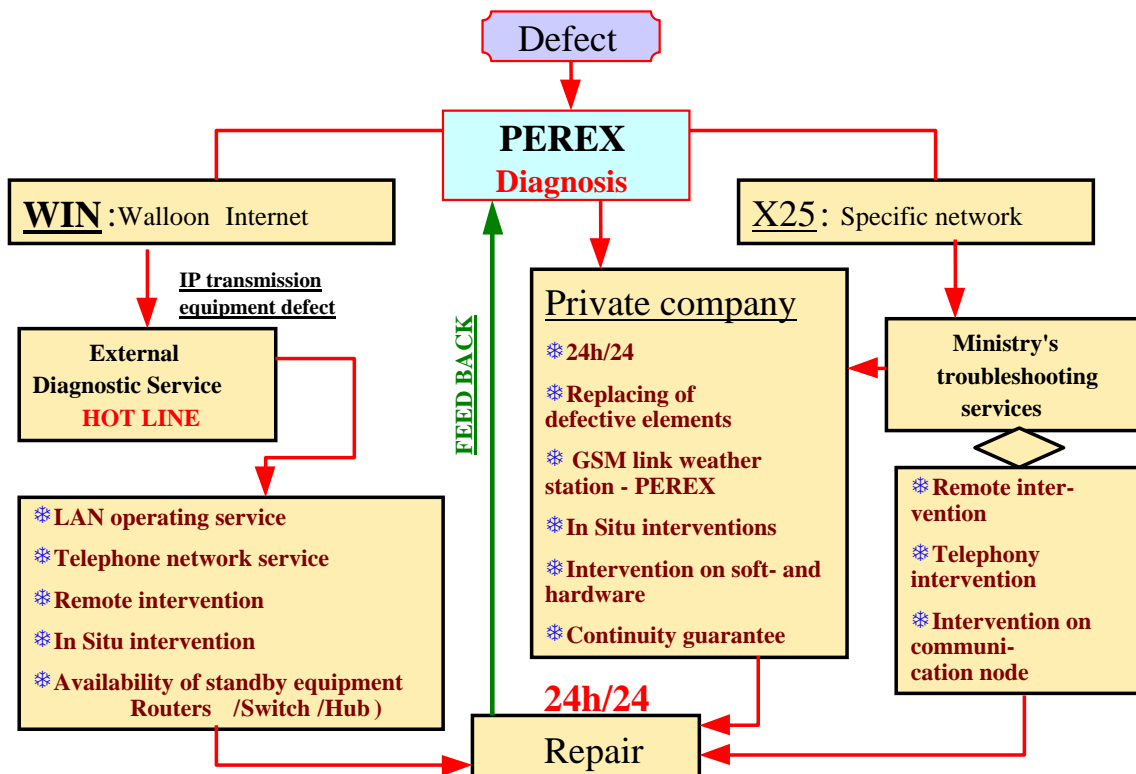 Defect
PEREX
Diagnosis
WIN : Walloon Internet
X25: Specific network
IP transmission
equipment defect
External
Diagnostic Service
HOT LINE
FEED BACK
Private company
❄24h/24
❄Replacing of
defective elements
❄ GSM link weather
station - PEREX
❄In Situ interventions
❄Intervention on soft- and
hardware
❄Continuity guarantee
Ministry's
troubleshooting
services
❄Remote inter-
vention
❄Telephony
intervention
❄Intervention on
communi-
cation node
❄LAN operating service
❄Telephone network service
❄Remote intervention
❄In Situ intervention
❄Availability of standby equipment
Routers /Switch /Hub )
24h/24
Repair